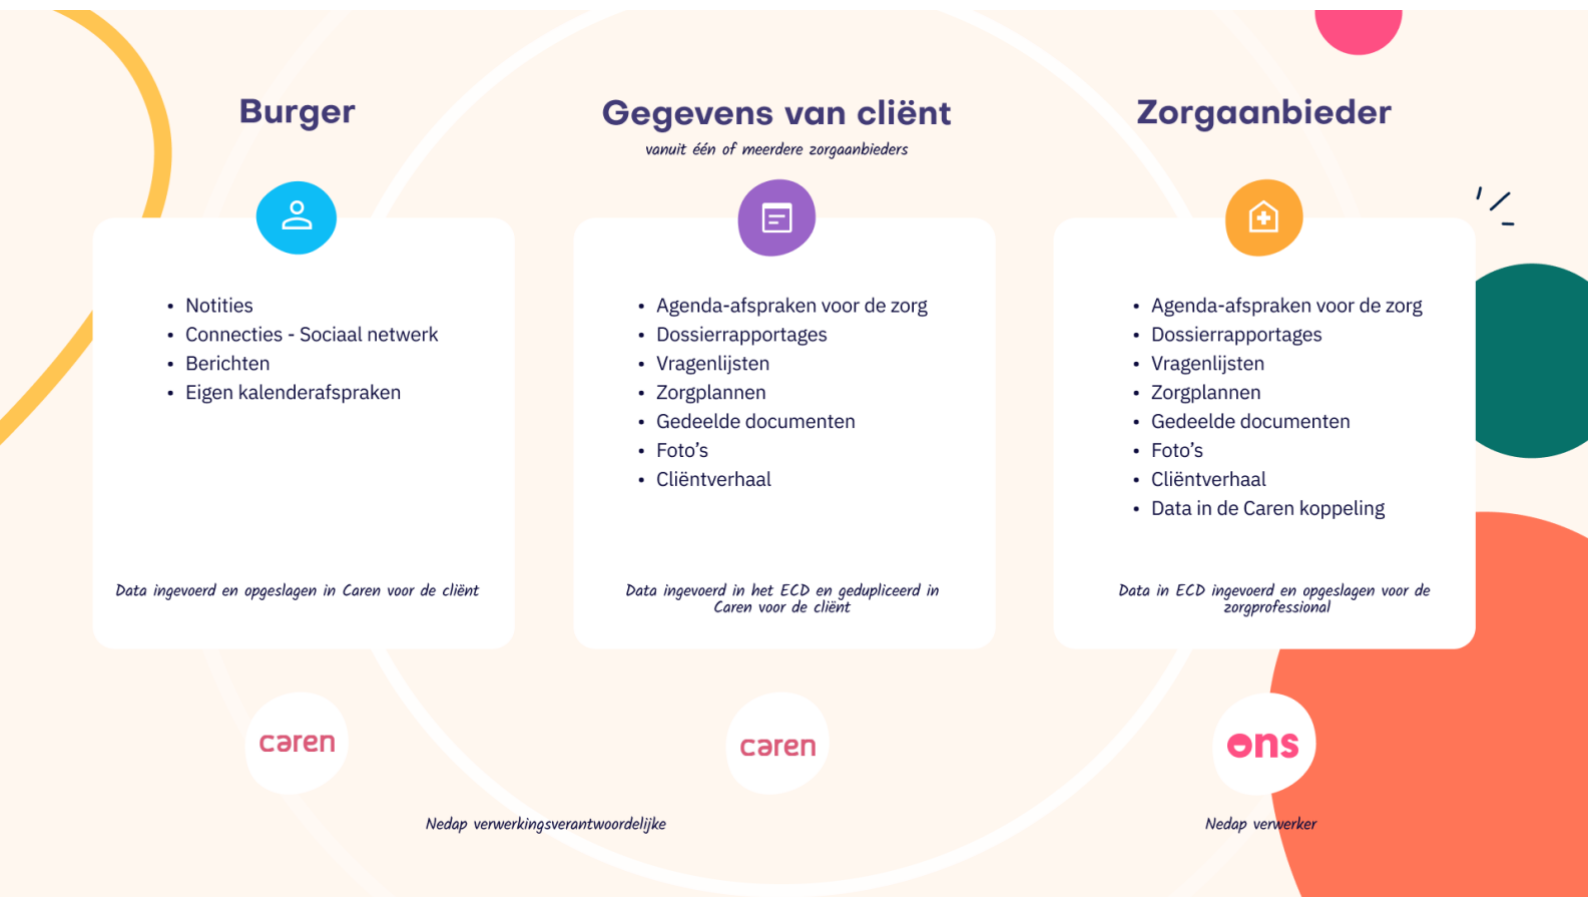 Burger
• Notities
• Connecties - Sociaal netwerk
• Berichten
• Eigen kalenderafspraken
Data ingevoerd en opgeslagen in Caren voor de cliënt
caren
Gegevens van cliënt
vanuit één of meerdere zorgaanbieders
• Agenda-afspraken voor de zorg
• Dossierrapportages
• Vragenlijsten
• Zorgplannen
• Gedeelde documenten
• Foto's
• Cliëntverhaal
Data ingevoerd in het ECD en gedupliceerd in
Caren voor de cliënt
caren
Nedap verwerkingsverantwoordelijke
Zorgaanbieder
• Agenda-afspraken voor de zorg
• Dossierrapportages
• Vragenlijsten
• Zorgplannen
• Gedeelde documenten
• Foto's
• Cliëntverhaal
• Data in de Caren koppeling
Data in ECD ingevoerd en opgeslagen voor de
zorgprofessional
ons
Nedap verwerker